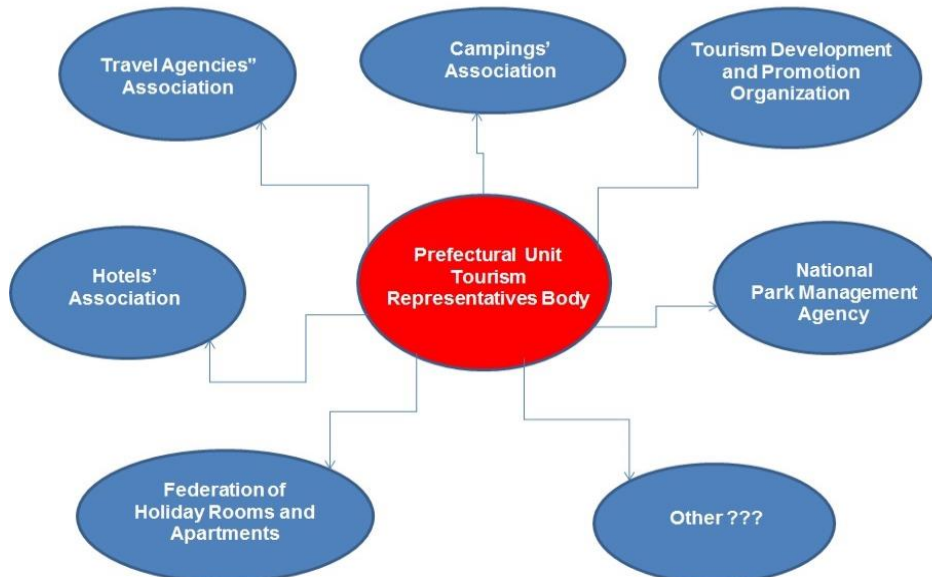 Travel Agencies"
Association
Campings'
Association
Tourism Development
and Promotion
Organization
Hotels'
Association
Prefectural Unit
Tourism
Representatives Body
National
Park Management
Agency
Federation of
Holiday Rooms and
Apartments
Other ???